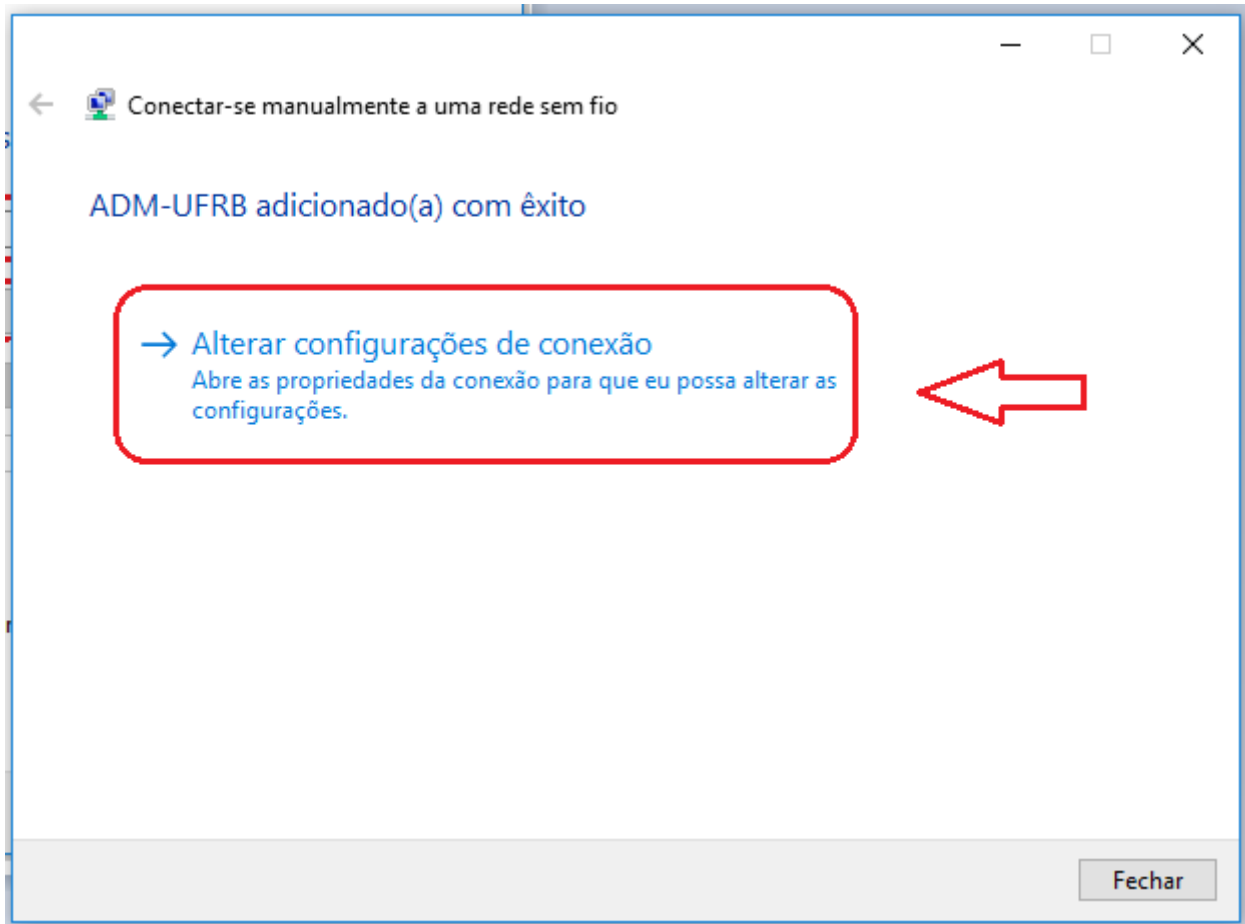 Conectar-se manualmente a uma rede sem fio
ADM-UFRB adicionado(a) com êxito
Alterar configurações de conexão
Abre as propriedades da conexão para que eu possa alterar as
configurações.
Fechar